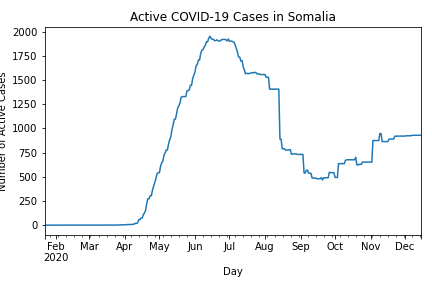 Active COVID-19 Cases in Somalia
Number of Active Cases
2000
1750
1500
1250
1000
750
500
250
0
Feb Mar Apr May Jun Jul Aug Sep Oct Nov Dec
2020
Day